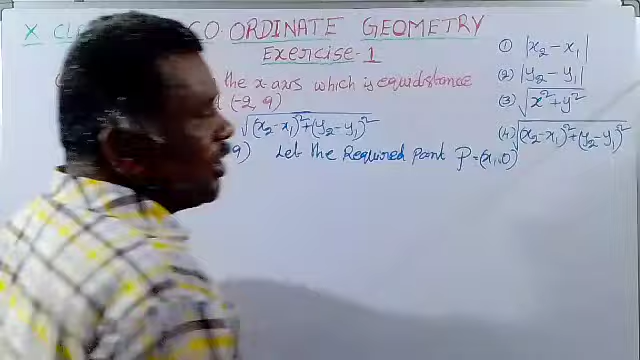 X CL CO ORDINATE GEOMETRY
Exercise-1
the x axis which is equidistance
(-2, 9)
√(x₂-x₁)²+(y₂-y₁)²
9) Let the Required Point P=(x, 0)
① |x₂-x₁|
(2) |y₂-y₁|
(3) √x²+y²
(4) √(x₂-x₁)²+(y₂-y₁)²